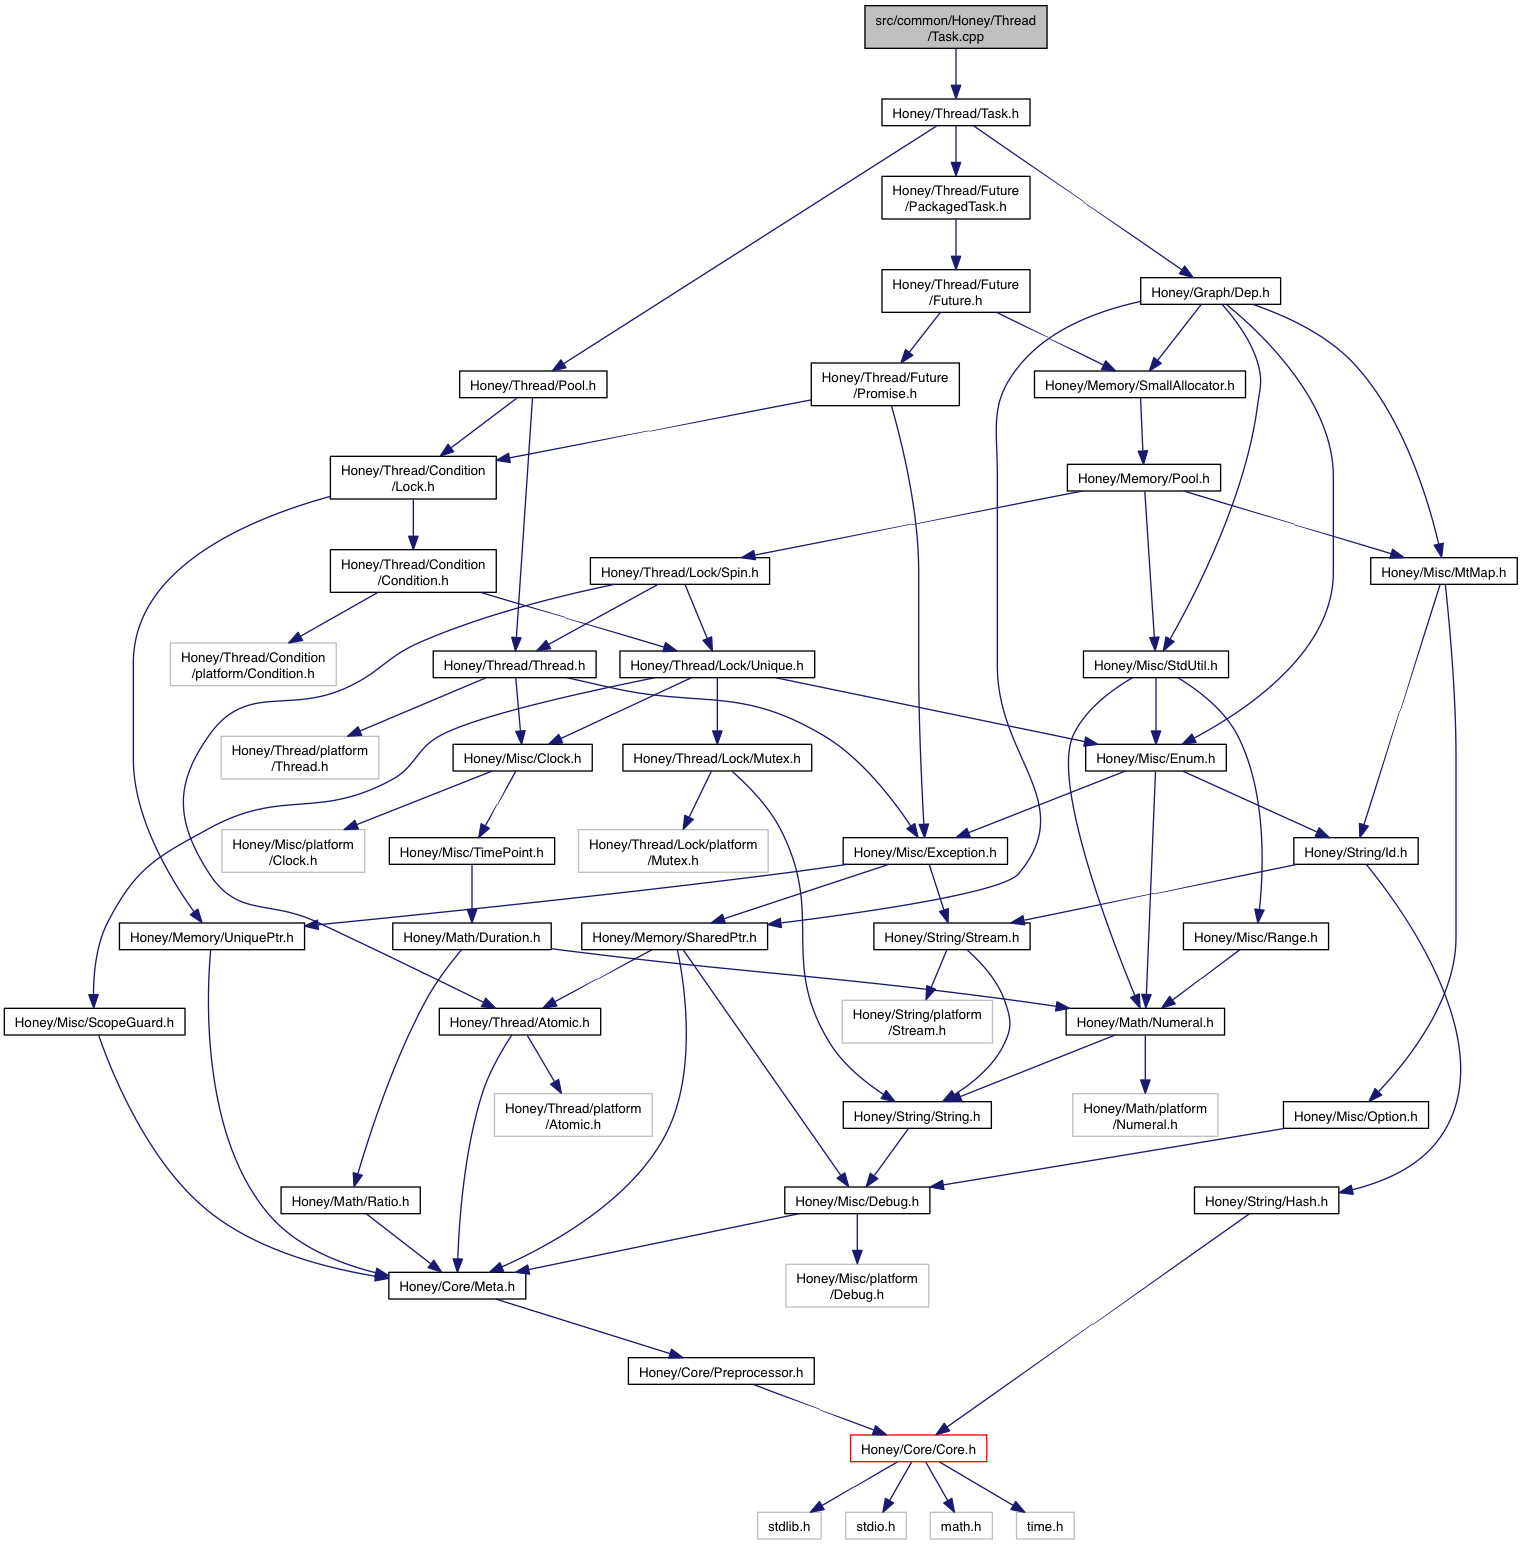 src/common/Honey/Thread
/Task.cpp
Honey/Thread/Task.h
Honey/Thread/Future
/PackagedTask.h
Honey/Thread/Future
/Future.h
Honey/Graph/Dep.h
Honey/Thread/Pool.h
Honey/Thread/Future
/Promise.h
Honey/Memory/SmallAllocator.h
Honey/Thread/Condition
/Lock.h
Honey/Memory/Pool.h
Honey/Thread/Condition
/Condition.h
Honey/Thread/Lock/Spin.h
Honey/Misc/MtMap.h
Honey/Thread/Condition
/platform/Condition.h
Honey/Thread/Thread.h
Honey/Thread/Lock/Unique.h
Honey/Misc/StdUtil.h
Honey/Thread/platform
/Thread.h
Honey/Misc/Clock.h
Honey/Thread/Lock/Mutex.h
Honey/Misc/Enum.h
Honey/Misc/platform
/Clock.h
Honey/Misc/TimePoint.h
Honey/Thread/Lock/platform
/Mutex.h
Honey/Misc/Exception.h
Honey/String/Id.h
Honey/Memory/UniquePtr.h
Honey/Math/Duration.h
Honey/Memory/SharedPtr.h
Honey/String/Stream.h
Honey/Misc/Range.h
Honey/Misc/ScopeGuard.h
Honey/Thread/Atomic.h
Honey/String/platform
/Stream.h
Honey/Math/Numeral.h
Honey/Thread/platform
/Atomic.h
Honey/String/String.h
Honey/Math/platform
/Numeral.h
Honey/Misc/Option.h
Honey/Math/Ratio.h
Honey/Misc/Debug.h
Honey/String/Hash.h
Honey/Core/Meta.h
Honey/Misc/platform
/Debug.h
Honey/Core/Preprocessor.h
Honey/Core/Core.h
stdlib.h
stdio.h
math.h
time.h